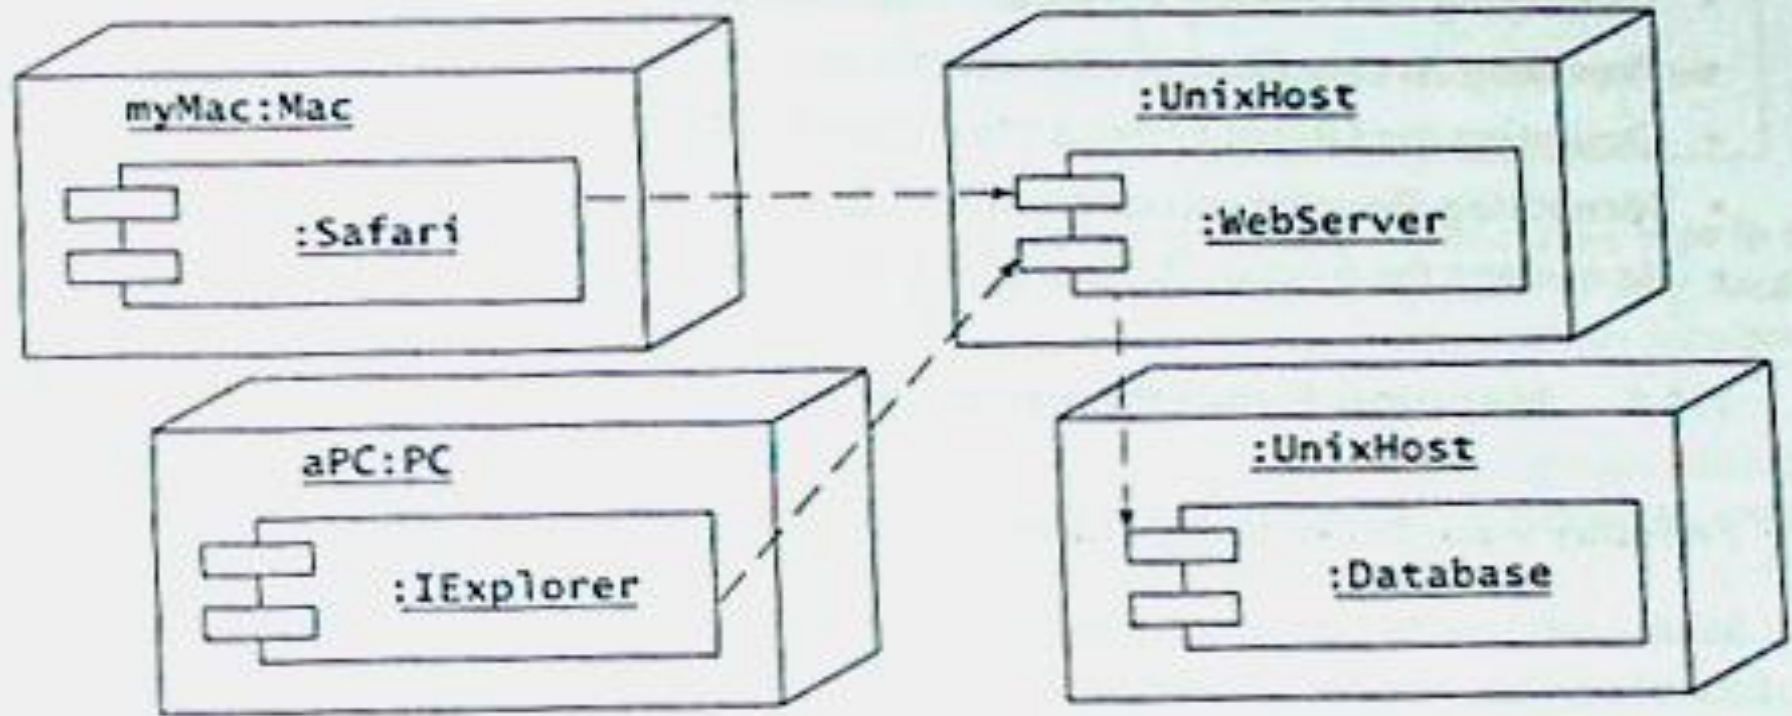 myMac:Mac
:Safari
:UnixHost
:WebServer
aPC:PC
:IExplorer
:UnixHost
:Database